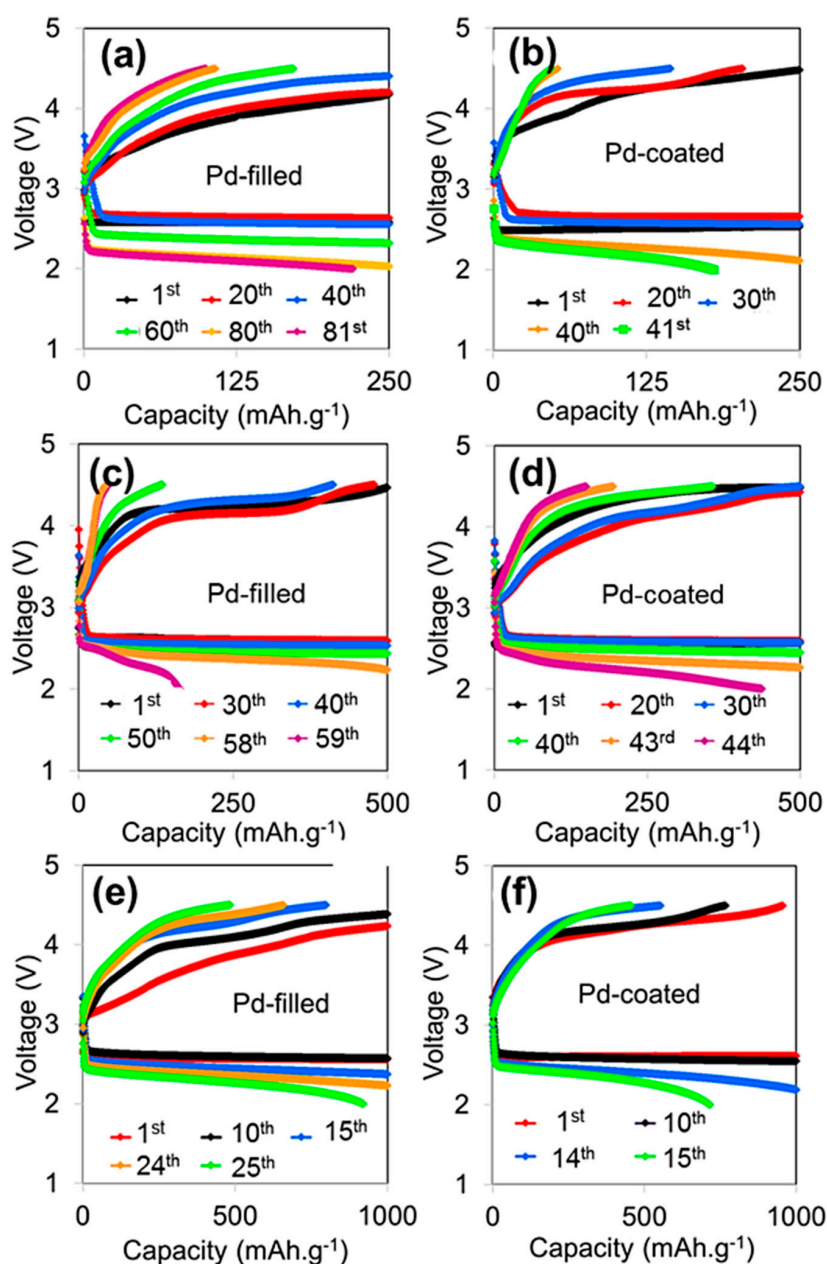 (a)
5
4
3
2
1
Voltage (V)
Pd-filled
1st 20th 40th
60th 80th 81st
0 125 250
Capacity (mAh.g-1)
(b)
5
4
3
2
1
Voltage (V)
Pd-coated
1st 20th 30th
40th 41st
0 125 250
Capacity (mAh.g-1)
(c)
5
4
3
2
1
Voltage (V)
Pd-filled
1st 30th 40th
50th 58th 59th
0 250 500
Capacity (mAh.g-1)
(d)
5
4
3
2
1
Voltage (V)
Pd-coated
1st 20th 30th
40th 43rd 44th
0 250 500
Capacity (mAh.g-1)
(e)
5
4
3
2
1
Voltage (V)
Pd-filled
1st 10th 15th
24th 25th
0 500 1000
Capacity (mAh.g-1)
(f)
5
4
3
2
1
Voltage (V)
Pd-coated
1st 10th
14th 15th
0 500 1000
Capacity (mAh.g-1)